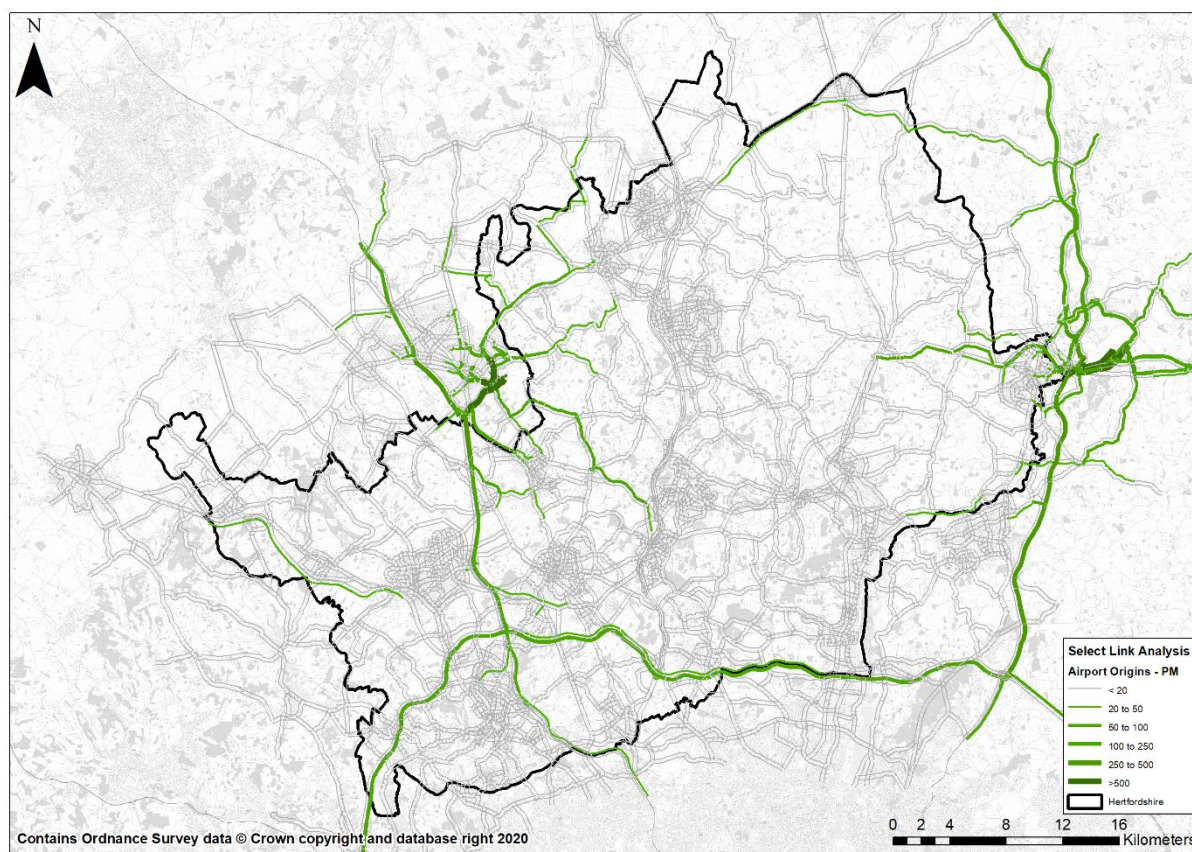 N
Select Link Analysis
Airport Origins - PM
< 20
20 to 50
50 to 100
100 to 250
250 to 500
>500
Hertfordshire
Contains Ordnance Survey data © Crown copyright and database right 2020
0 2 4 8 12 16
Kilometers